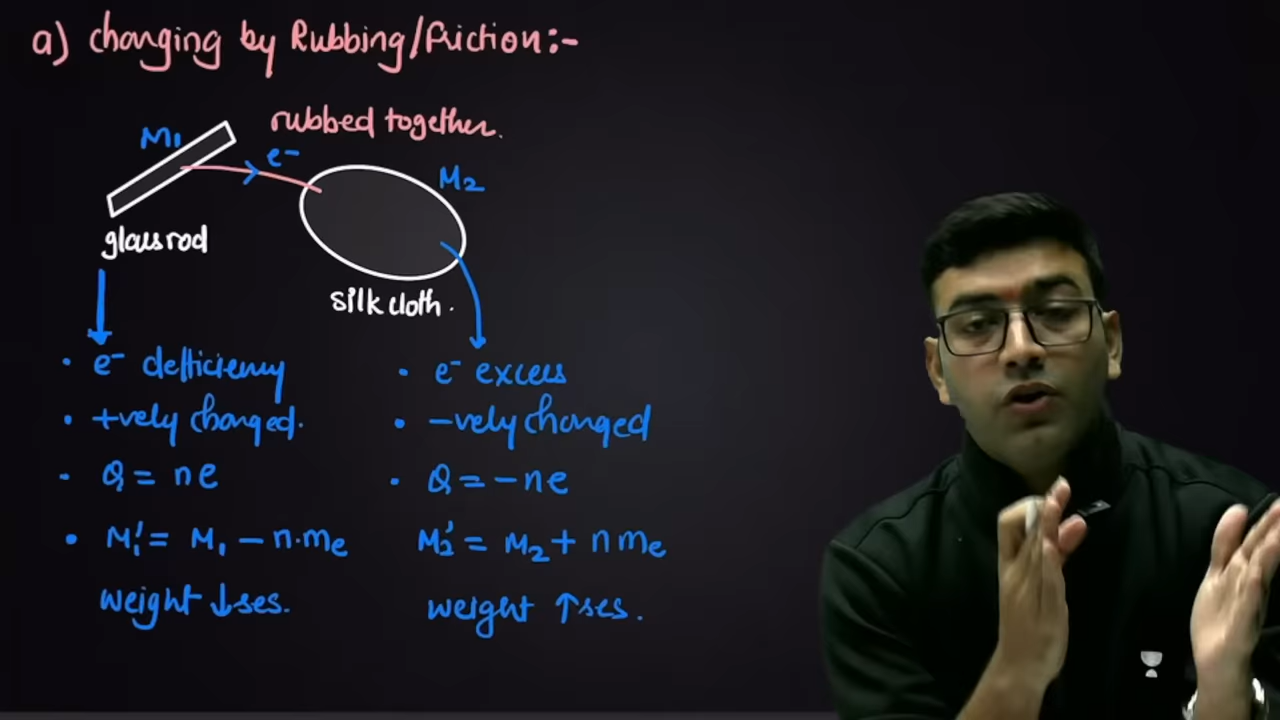 a) charging by Rubbing/friction:-
rubbed together.
M₁
e⁻
M₂
glass rod
silk cloth.
• e⁻ defficiency
• +vely charged.
• Q = ne
• M₁' = M₁ - n·mₑ
weight ↓ses.
• e⁻ excess
• -vely charged
• Q = -ne
M₂' = M₂ + nmₑ
weight ↑ses.